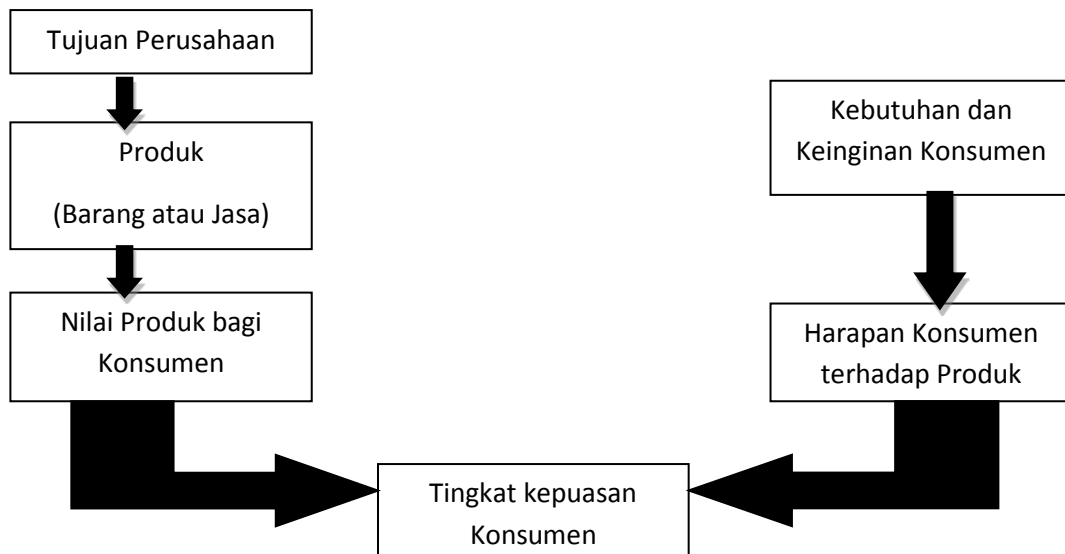 Tujuan Perusahaan
Produk
(Barang atau Jasa)
Nilai Produk bagi
Konsumen
Kebutuhan dan
Keinginan Konsumen
Harapan Konsumen
terhadap Produk
Tingkat kepuasan
Konsumen